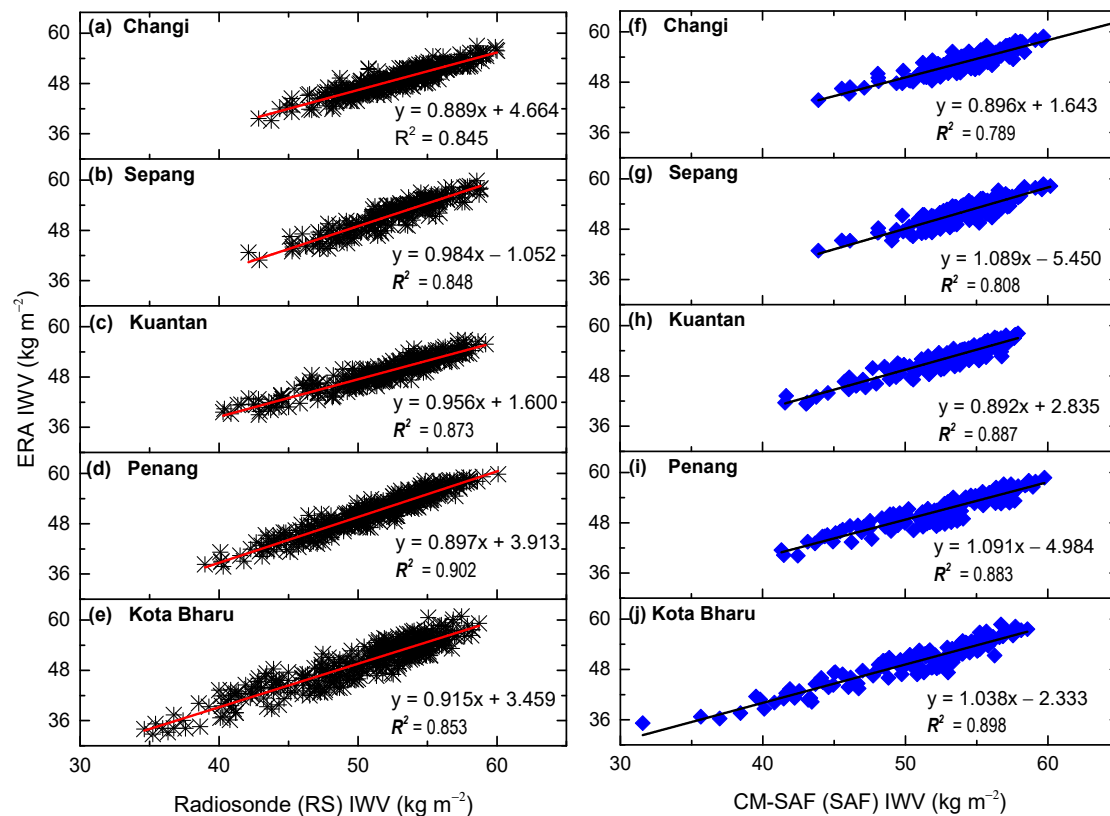 ERA IWV (kg m⁻²)
60
48
36
(a) Changi
y = 0.889x + 4.664
R² = 0.845
60
48
36
(b) Sepang
y = 0.984x − 1.052
R² = 0.848
60
48
36
(c) Kuantan
y = 0.956x + 1.600
R² = 0.873
60
48
36
(d) Penang
y = 0.897x + 3.913
R² = 0.902
60
48
36
(e) Kota Bharu
y = 0.915x + 3.459
R² = 0.853
30 40 50 60
Radiosonde (RS) IWV (kg m⁻²)
60
48
36
(f) Changi
y = 0.896x + 1.643
R² = 0.789
60
48
36
(g) Sepang
y = 1.089x − 5.450
R² = 0.808
60
48
36
(h) Kuantan
y = 0.892x + 2.835
R² = 0.887
60
48
36
(i) Penang
y = 1.091x − 4.984
R² = 0.883
60
48
36
(j) Kota Bharu
y = 1.038x − 2.333
R² = 0.898
30 40 50 60
CM-SAF (SAF) IWV (kg m⁻²)